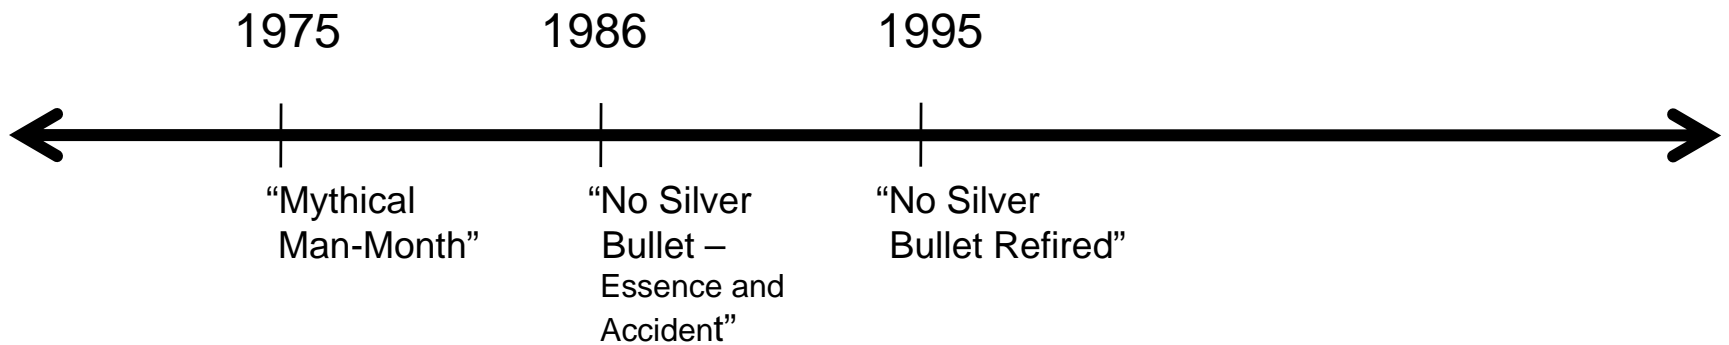 1975 1986 1995
“Mythical
Man-Month”
“No Silver
Bullet –
Essence and
Accident”
“No Silver
Bullet Refired”